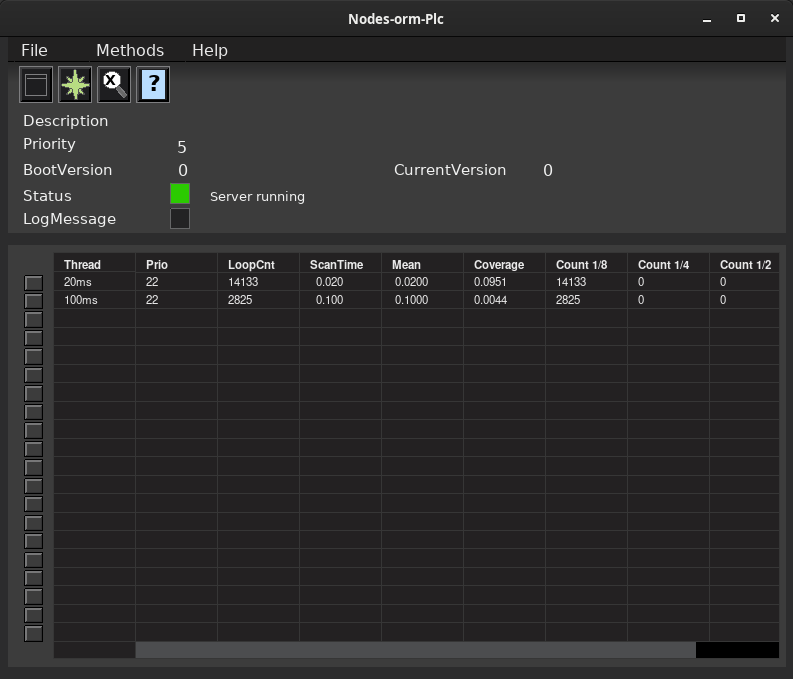 Nodes-orm-Plc
File Methods Help
X ?
Description
Priority 5
BootVersion 0 CurrentVersion 0
Status Server running
LogMessage
Thread Prio LoopCnt ScanTime Mean Coverage Count 1/8 Count 1/4 Count 1/2
20ms 22 14133 0.020 0.0200 0.0951 14133 0 0
100ms 22 2825 0.100 0.1000 0.0044 2825 0 0